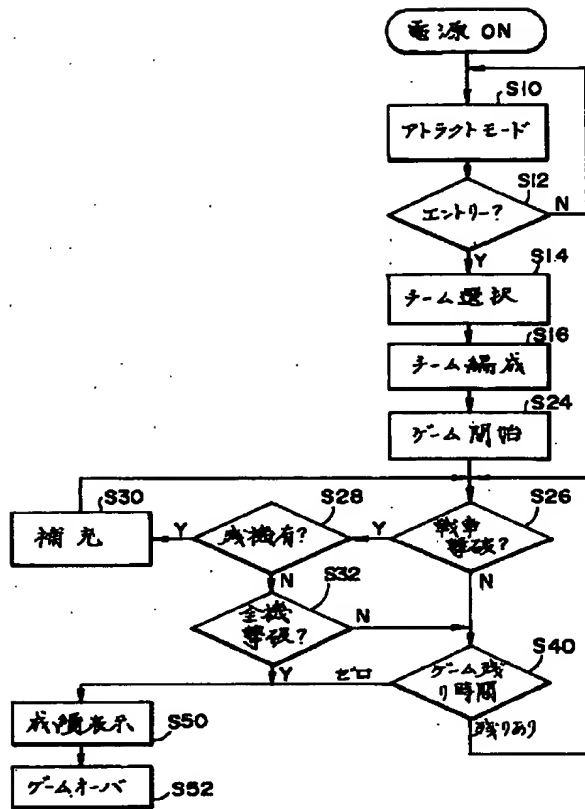 電源 ON
S10
アトラクトモード
S12
エントリー?
N
Y
S14
チーム選択
S16
チーム編成
S24
ゲーム開始
S30
補充
S28
残機有?
Y
N
S26
戦車
撃破?
Y
N
S32
全機
撃破?
N
Y
S40
ゲーム残
り時間
ゼロ
残りあり
成績表示
S50
ゲームオーバ
S52